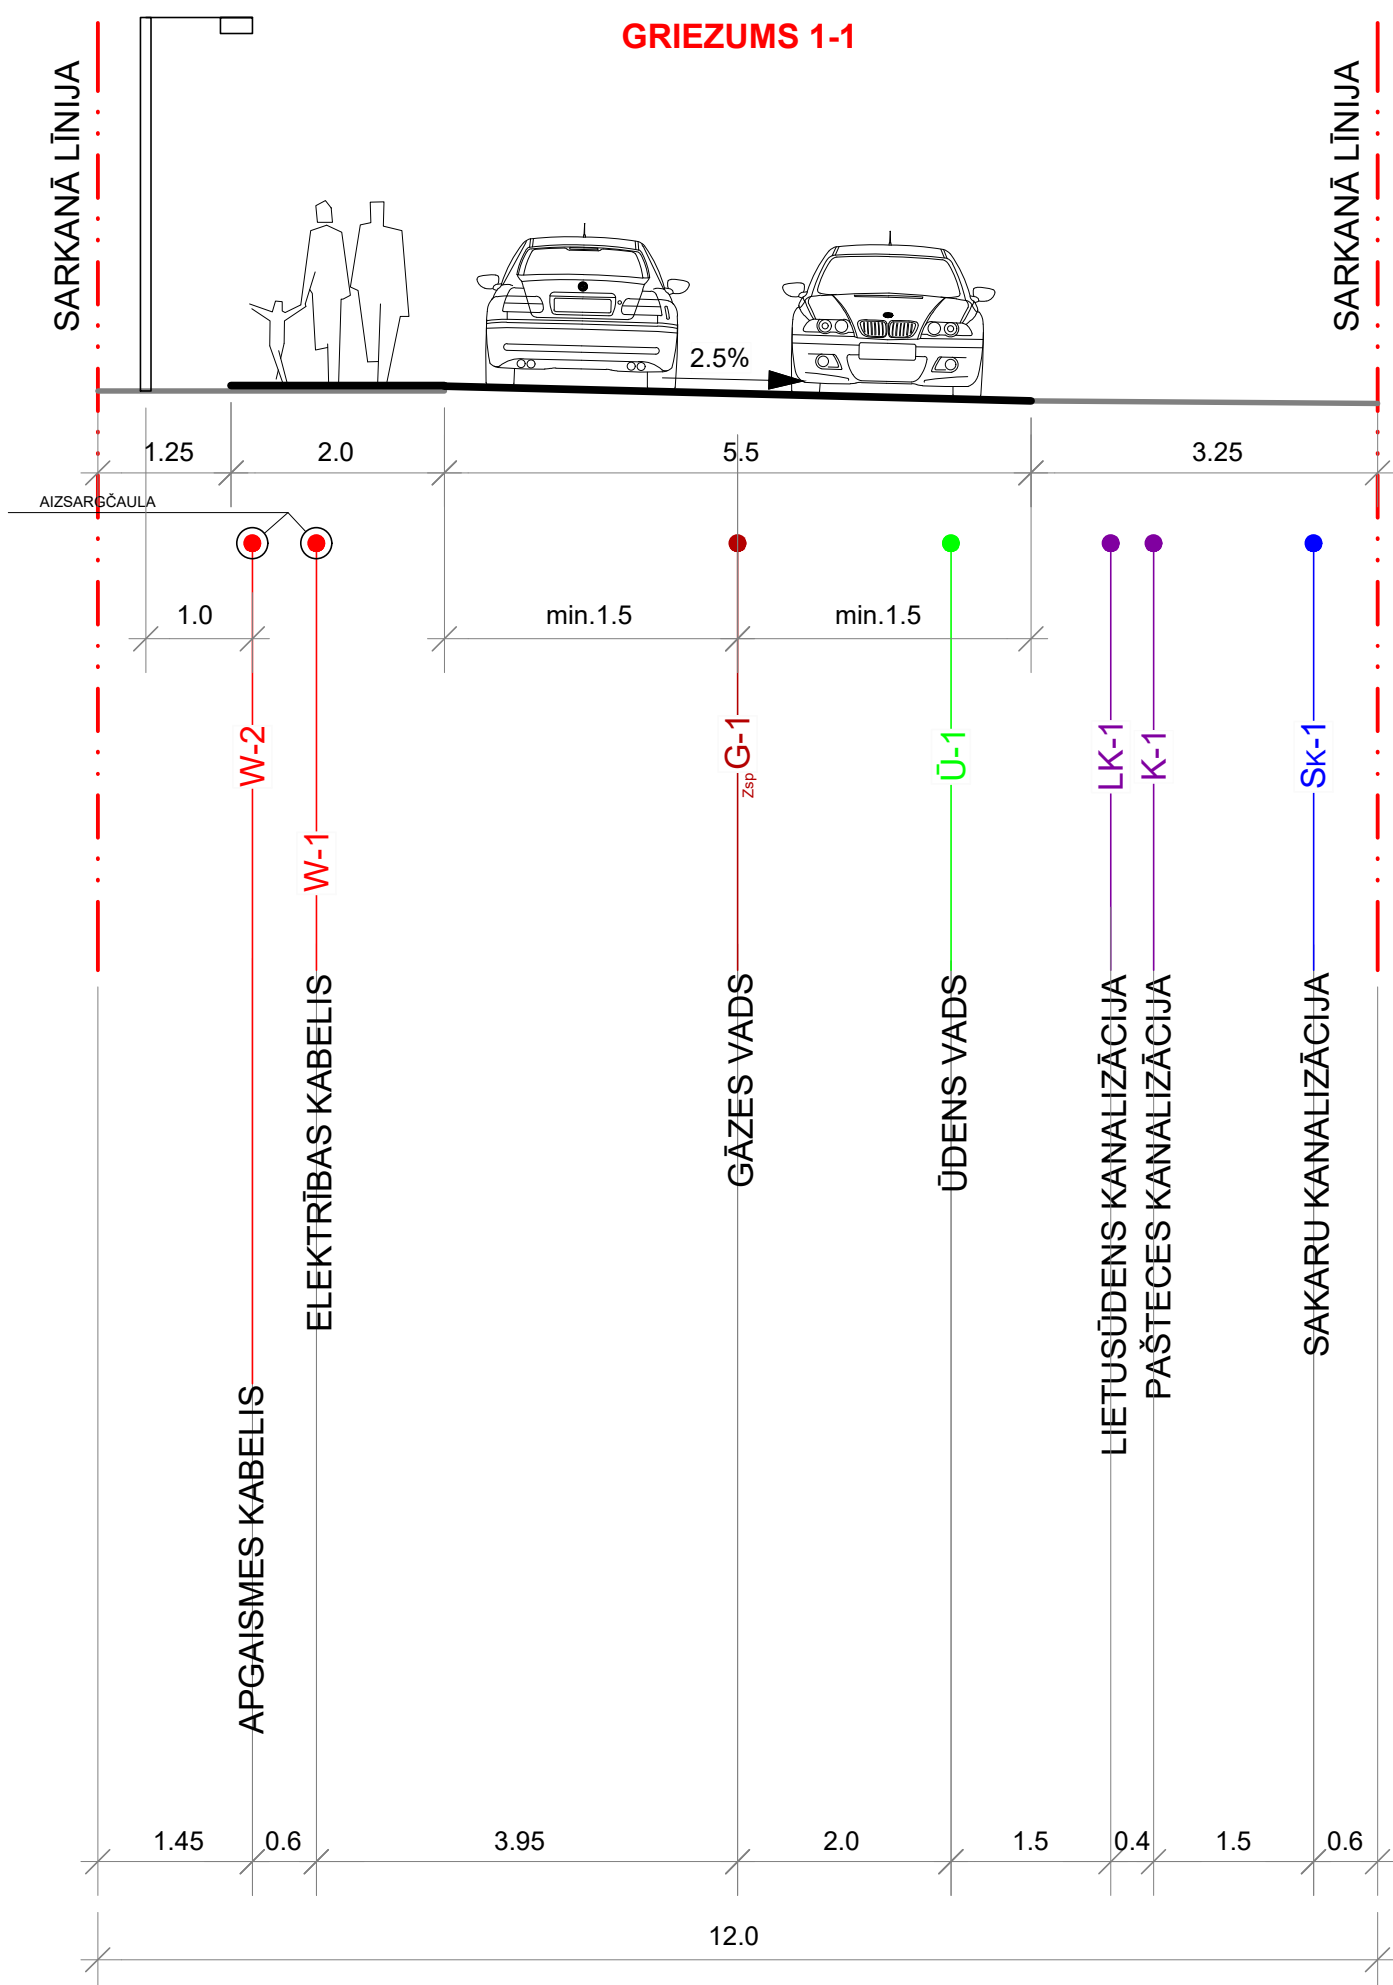 GRIEZUMS 1-1
SARKANĀ LĪNIJA
SARKANĀ LĪNIJA
2.5%
1.25
2.0
5.5
3.25
AIZSARGČAULA
1.0
min.1.5
min.1.5
W-2
W-1
Zsp G-1
Ū-1
LK-1
K-1
SK-1
APGAISMES KABELIS
ELEKTRĪBAS KABELIS
GĀZES VADS
ŪDENS VADS
LIETUSŪDENS KANALIZĀCIJA
PAŠTECES KANALIZĀCIJA
SAKARU KANALIZĀCIJA
1.45
0.6
3.95
2.0
1.5
0.4
1.5
0.6
12.0